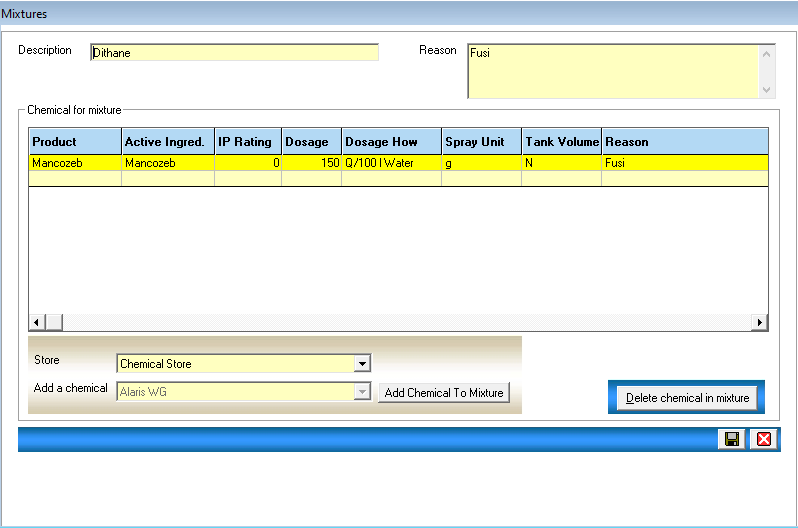 Mixtures
Description Dithane Reason Fusi
Chemical for mixture
Product Active Ingred. IP Rating Dosage Dosage How Spray Unit Tank Volume Reason
Mancozeb Mancozeb 0 150 Q/100 l Water g N Fusi
Store Chemical Store
Add a chemical Alaris WG Add Chemical To Mixture Delete chemical in mixture